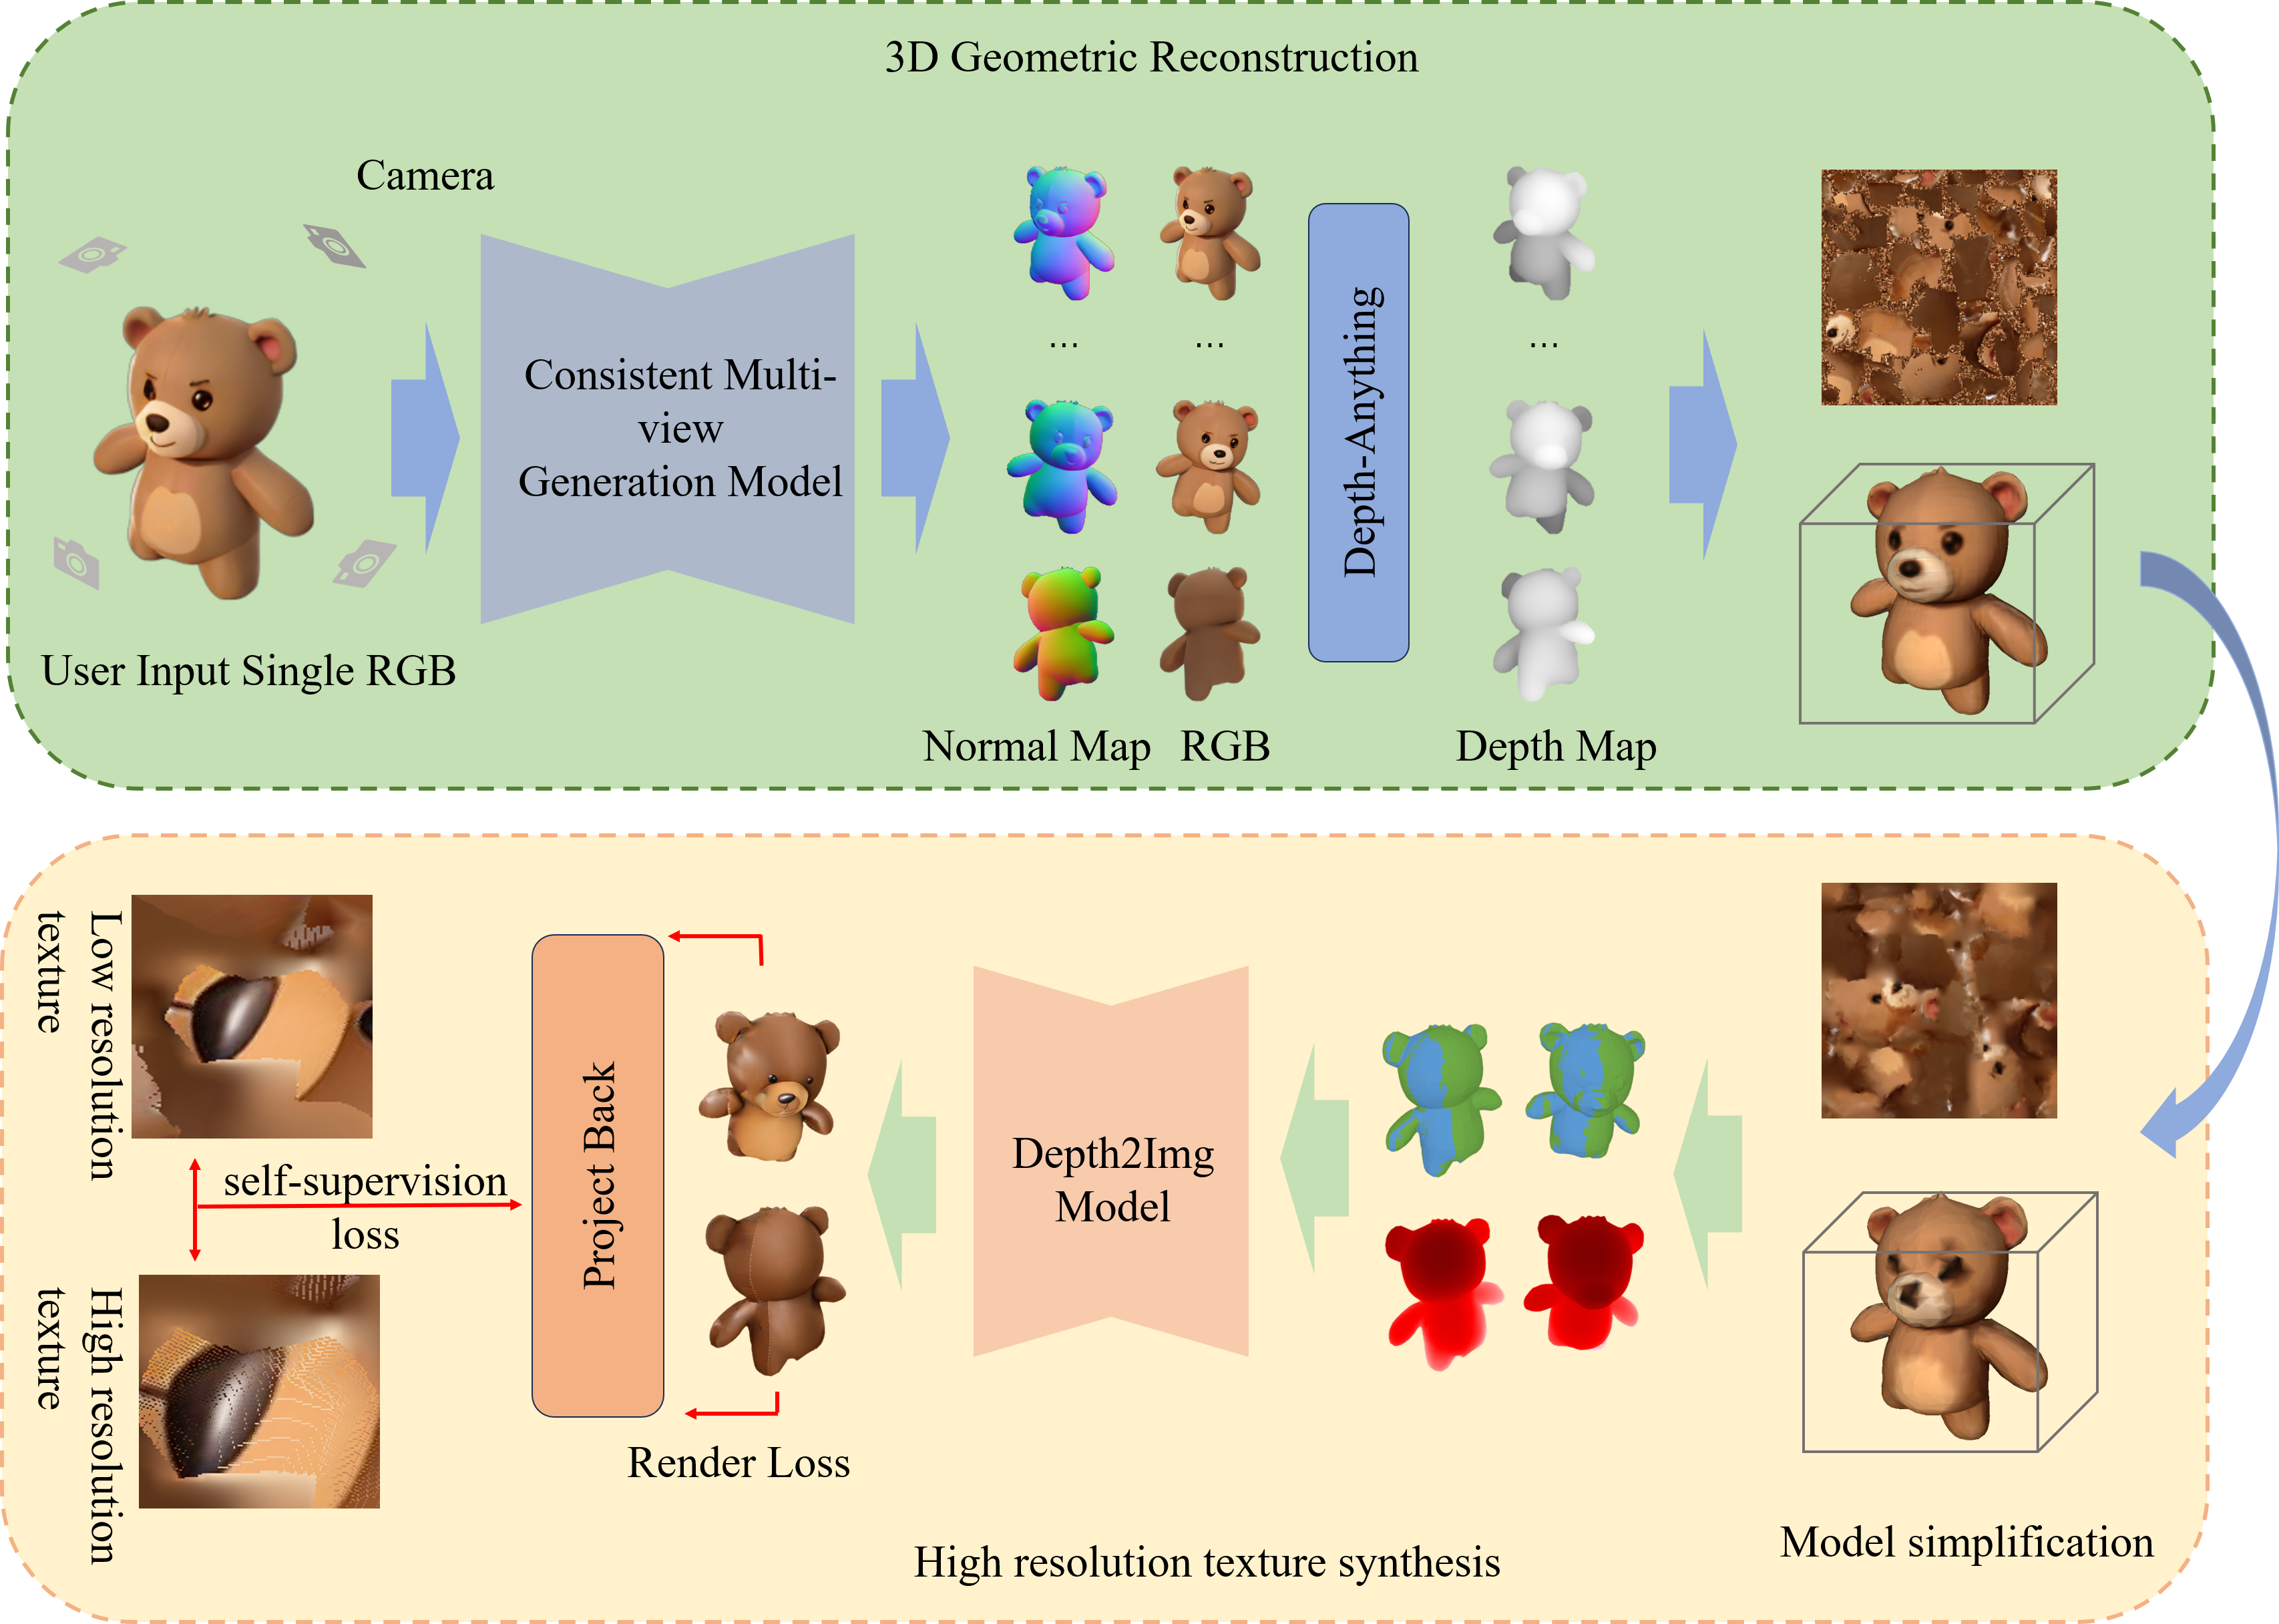 3D Geometric Reconstruction
Camera
Consistent Multi-
view
Generation Model
User Input Single RGB
...
...
Depth-Anything
...
Normal Map
RGB
Depth Map
Low resolution
texture
self-supervision
loss
High resolution
texture
Project Back
Render Loss
Depth2Img
Model
Model simplification
High resolution texture synthesis